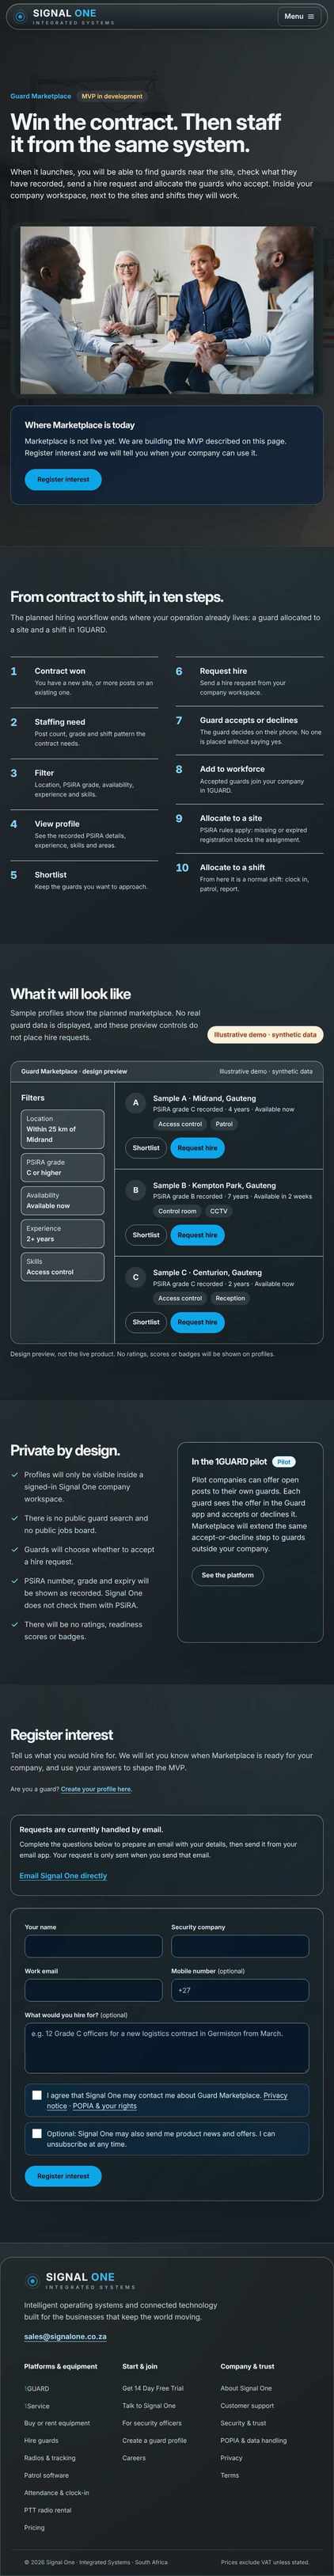 SIGNAL ONE
INTEGRATED SYSTEMS
Menu
Guard Marketplace
MVP in development
Win the contract. Then staff
it from the same system.
When it launches, you will be able to find guards near the site, check what they
have recorded, send a hire request and allocate the guards who accept. Inside your
company workspace, next to the sites and shifts they will work.
Where Marketplace is today
Marketplace is not live yet. We are building the MVP described on this page.
Register interest and we will tell you when your company can use it.
Register interest
From contract to shift, in ten steps.
The planned hiring workflow ends where your operation already lives: a guard allocated to
a site and a shift in 1GUARD.
1
Contract won
You have a new site, or more posts on an
existing one.
2
Staffing need
Post count, grade and shift pattern the
contract needs.
3
Filter
Location, PSiRA grade, availability,
experience and skills.
4
View profile
See the recorded PSiRA details,
experience, skills and areas.
5
Shortlist
Keep the guards you want to approach.
6
Request hire
Send a hire request from your
company workspace.
7
Guard accepts or declines
The guard decides on their phone. No one
is placed without saying yes.
8
Add to workforce
Accepted guards join your company
in 1GUARD.
9
Allocate to a site
PSiRA rules apply: missing or expired
registration blocks the assignment.
10
Allocate to a shift
From here it is a normal shift: clock in,
patrol, report.
What it will look like
Sample profiles show the planned marketplace. No real
guard data is displayed, and these preview controls do
not place hire requests.
Illustrative demo · synthetic data
Guard Marketplace · design preview
Illustrative demo · synthetic data
Filters
Location
Within 25 km of
Midrand
PSiRA grade
C or higher
Availability
Available now
Experience
2+ years
Skills
Access control
A
Sample A · Midrand, Gauteng
PSiRA grade C recorded · 4 years · Available now
Access control
Patrol
Shortlist
Request hire
B
Sample B · Kempton Park, Gauteng
PSiRA grade B recorded · 7 years · Available in 2 weeks
Control room
CCTV
Shortlist
Request hire
C
Sample C · Centurion, Gauteng
PSiRA grade C recorded · 2 years · Available now
Access control
Reception
Shortlist
Request hire
Design preview, not the live product. No ratings, scores or badges will be shown on profiles.
Private by design.
Profiles will only be visible inside a
signed-in Signal One company
workspace.
There is no public guard search and
no public jobs board.
Guards will choose whether to accept
a hire request.
PSiRA number, grade and expiry will
be shown as recorded. Signal One
does not check them with PSiRA.
There will be no ratings, readiness
scores or badges.
In the 1GUARD pilot
Pilot
Pilot companies can offer open
posts to their own guards. Each
guard sees the offer in the Guard
app and accepts or declines it.
Marketplace will extend the same
accept-or-decline step to guards
outside your company.
See the platform
Register interest
Tell us what you would hire for. We will let you know when Marketplace is ready for your
company, and use your answers to shape the MVP.
Are you a guard? Create your profile here.
Requests are currently handled by email.
Complete the questions below to prepare an email with your details, then send it from your
email app. Your request is only sent when you send that email.
Email Signal One directly
Your name
Security company
Work email
Mobile number (optional)
+27
What would you hire for? (optional)
e.g. 12 Grade C officers for a new logistics contract in Germiston from March.
I agree that Signal One may contact me about Guard Marketplace. Privacy
notice · POPIA & your rights
Optional: Signal One may also send me product news and offers. I can
unsubscribe at any time.
Register interest
SIGNAL ONE
INTEGRATED SYSTEMS
Intelligent operating systems and connected technology
built for the businesses that keep the world moving.
sales@signalone.co.za
Platforms & equipment
1GUARD
1Service
Buy or rent equipment
Hire guards
Radios & tracking
Patrol software
Attendance & clock-in
PTT radio rental
Pricing
Start & join
Get 14 Day Free Trial
Talk to Signal One
For security officers
Create a guard profile
Careers
Company & trust
About Signal One
Customer support
Security & trust
POPIA & data handling
Privacy
Terms
© 2026 Signal One · Integrated Systems · South Africa
Prices exclude VAT unless stated.